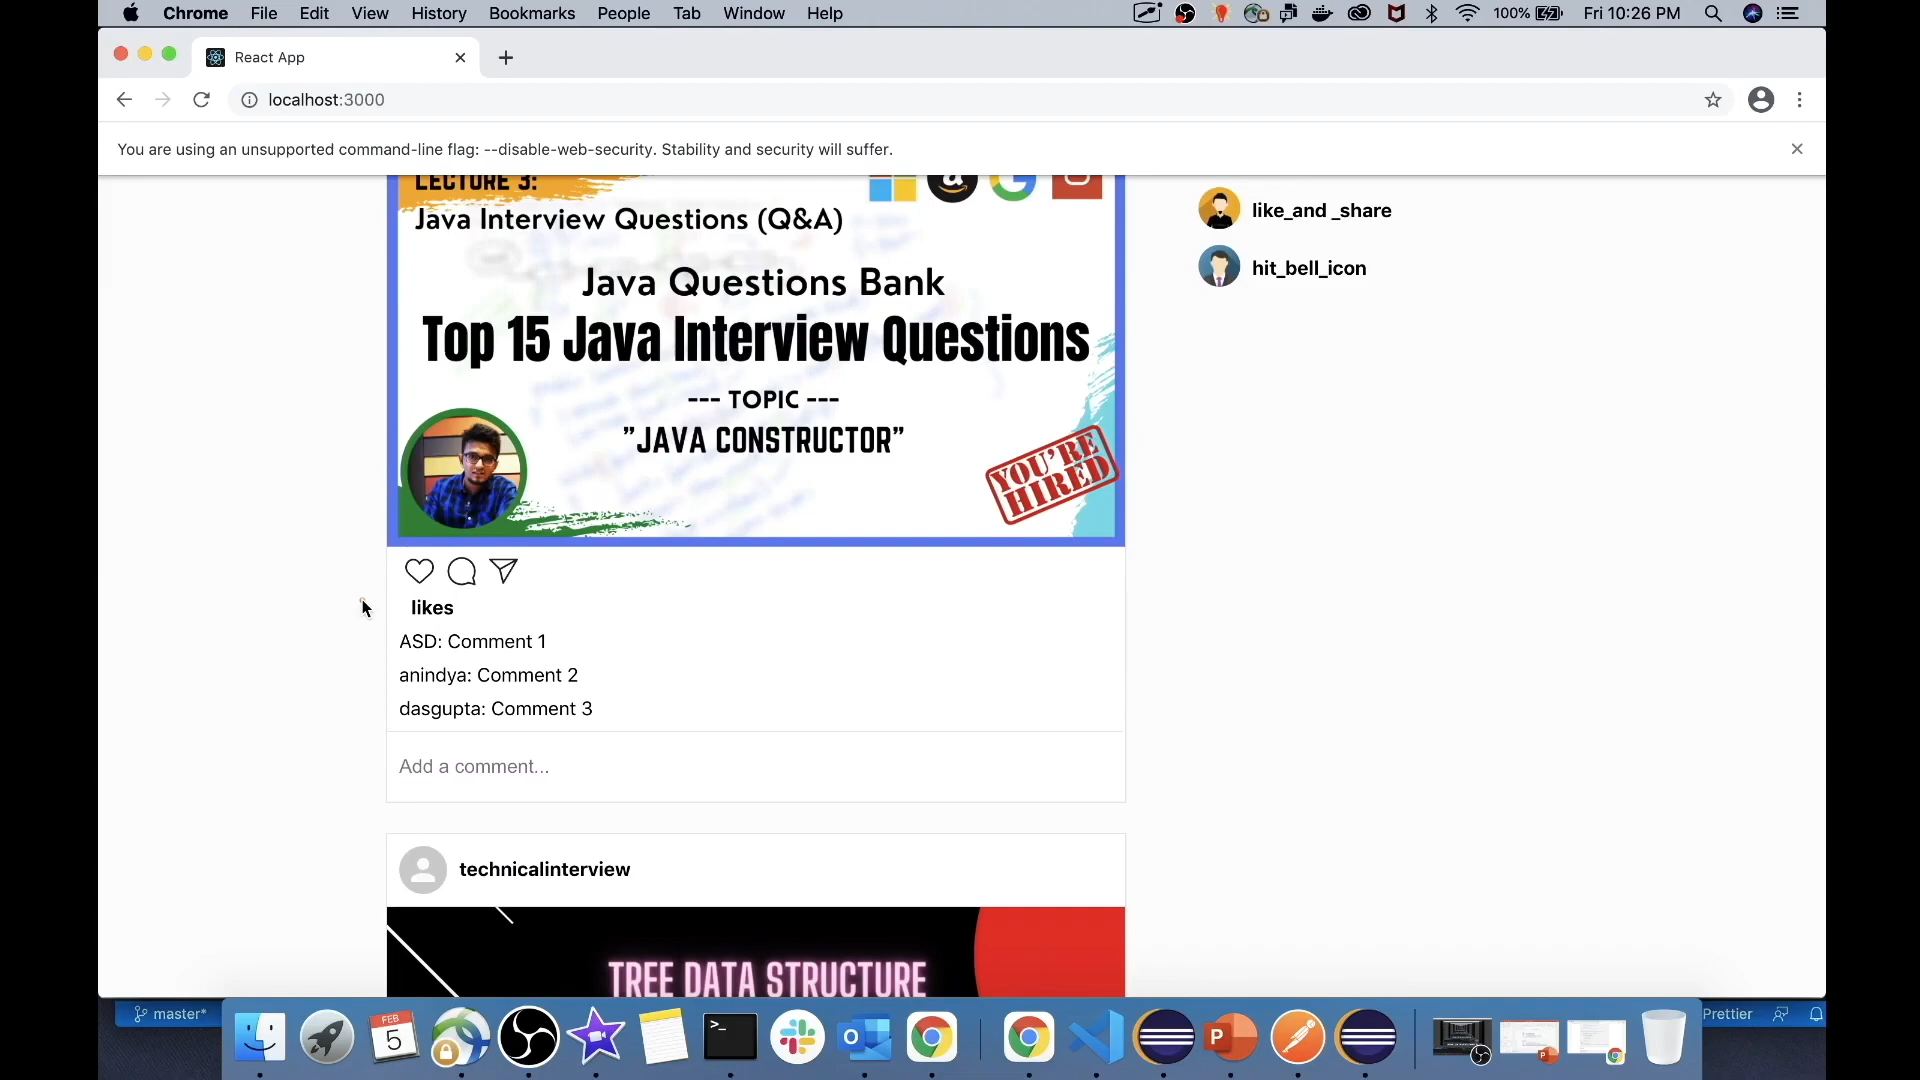 Chrome File Edit View History Bookmarks People Tab Window Help 100% Fri 10:26 PM
React App
localhost:3000
You are using an unsupported command-line flag: --disable-web-security. Stability and security will suffer.
LECTURE 3:
Java Interview Questions (Q&A)
Java Questions Bank
Top 15 Java Interview Questions
--- TOPIC ---
"JAVA CONSTRUCTOR"
YOU'RE
HIRED
likes
ASD: Comment 1
anindya: Comment 2
dasgupta: Comment 3
Add a comment...
technicalinterview
TREE DATA STRUCTURE
like_and _share
hit_bell_icon
master*
Prettier
FEB
5